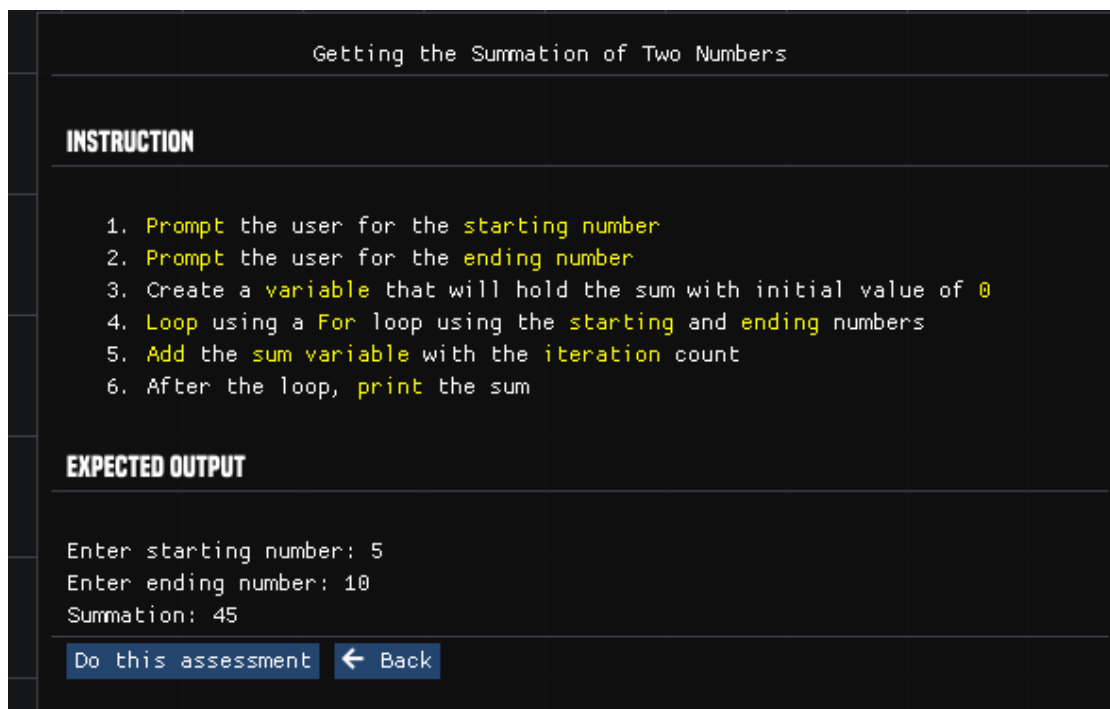 Getting the Summation of Two Numbers
INSTRUCTION
1. Prompt the user for the starting number
2. Prompt the user for the ending number
3. Create a variable that will hold the sum with initial value of 0
4. Loop using a For loop using the starting and ending numbers
5. Add the sum variable with the iteration count
6. After the loop, print the sum
EXPECTED OUTPUT
Enter starting number: 5
Enter ending number: 10
Summation: 45
Do this assessment ← Back